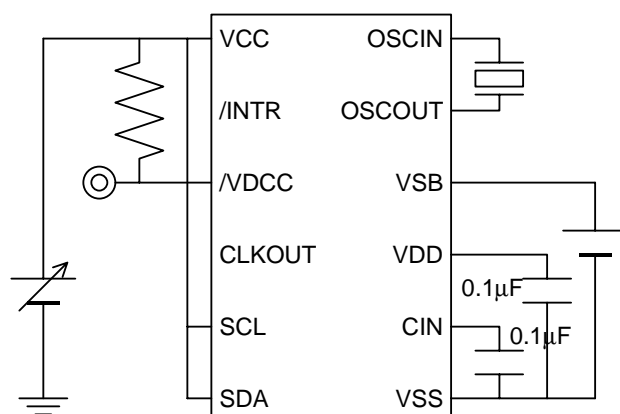 VCC
OSCIN
/INTR
OSCOUT
/VDCC
VSB
CLKOUT
VDD
0.1μF
SCL
CIN
0.1μF
SDA
VSS